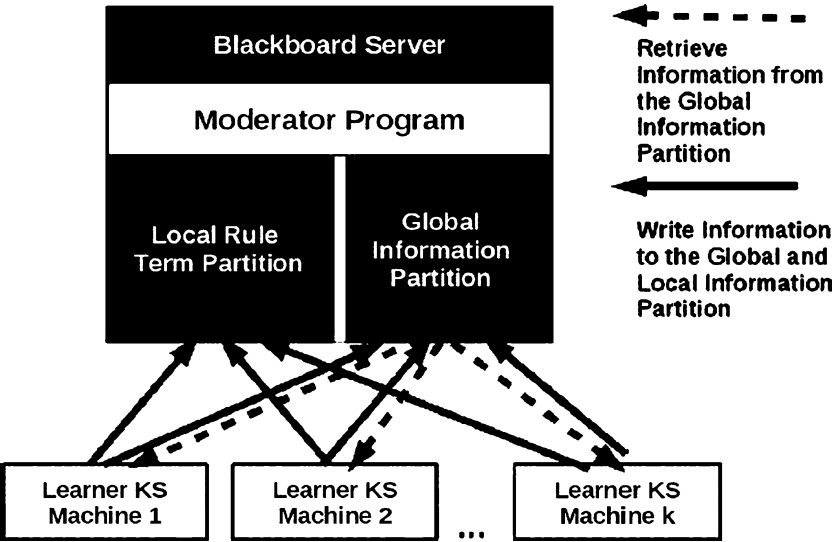 Blackboard Server
Moderator Program
Local Rule
Term Partition
Global
Information
Partition
Retrieve
Information from
the Global
Information
Partition
Write Information
to the Global and
Local Information
Partition
Learner KS
Machine 1
Learner KS
Machine 2
...
Learner KS
Machine k